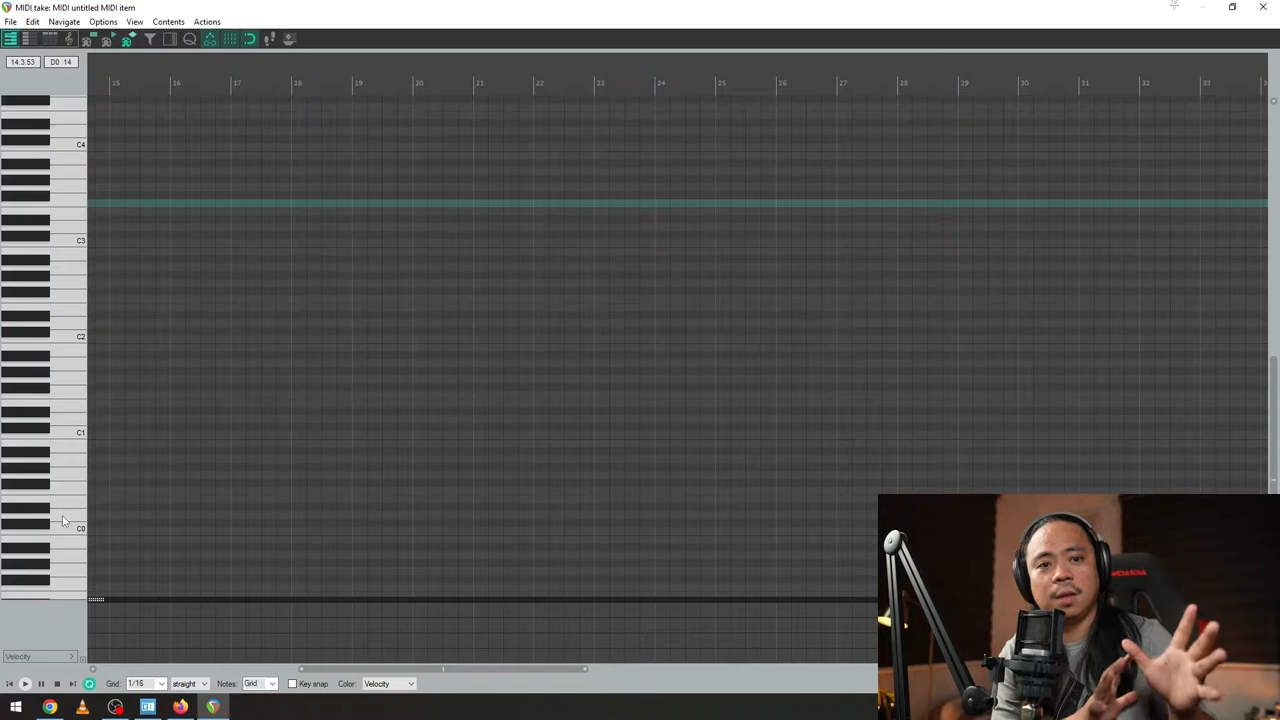 MIDI take: MIDI untitled MIDI item
File Edit Navigate Options View Contents Actions
14.3.53 D0 14
15 16 17 18 19 20 21 22 23 24 25 26 27 28 29 30 31 32 33
C4
C3
C2
C1
C0
Velocity
Grid: 1/16 straight Notes: Grid Key snap Color: Velocity